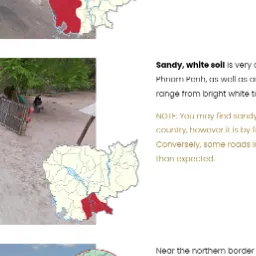 Sandy, white soil is very
Phnom Penh, as well as
range from bright white
NOTE: You may find sandy
country, however it is by
Conversely, some roads
than expected.
Near the northern border